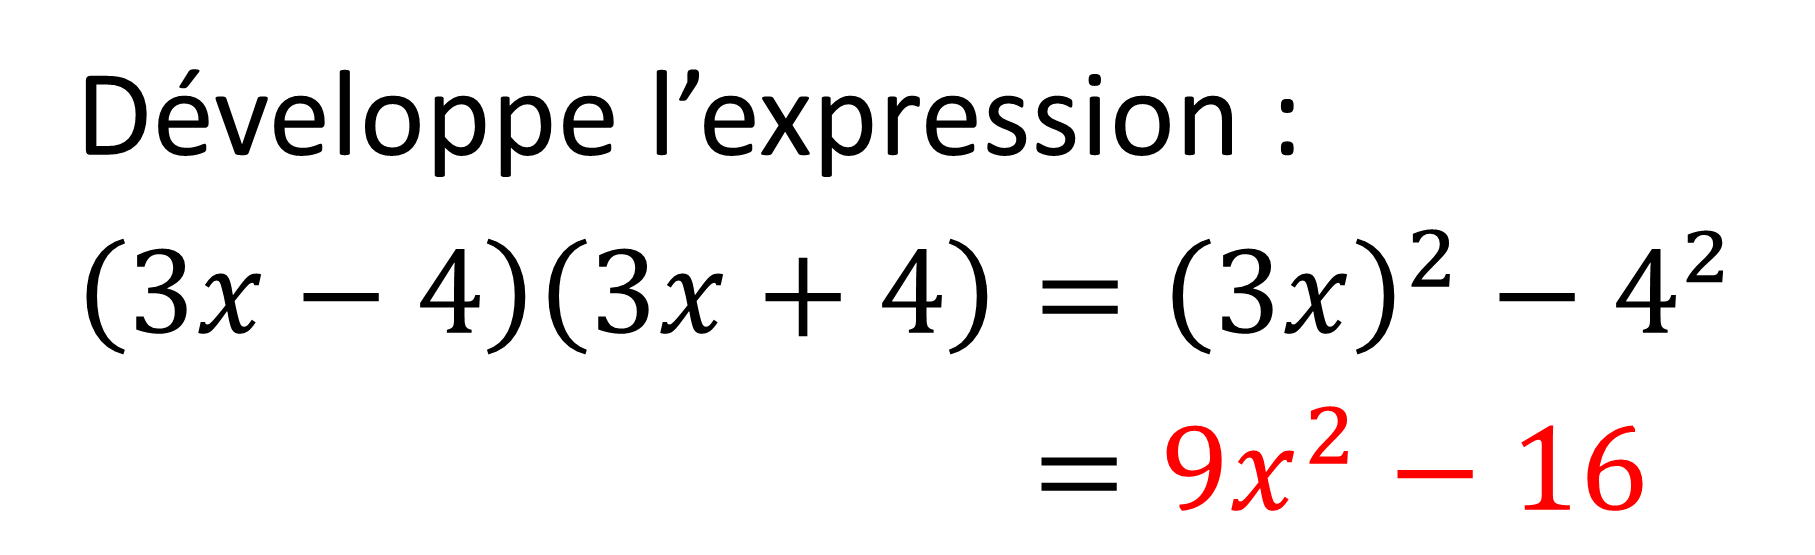 Développe l’expression :
(3x − 4)(3x + 4) = (3x)² − 4²
= 9x² − 16